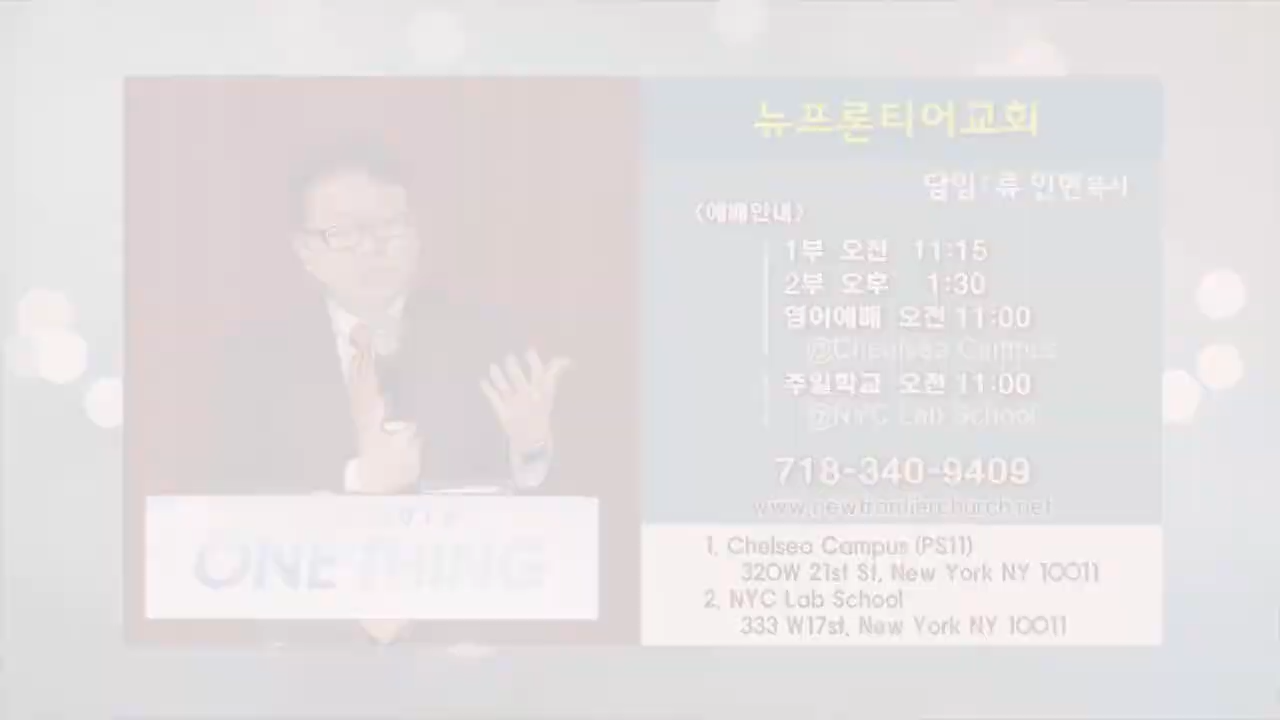 뉴프론티어교회
담임 : 류 인현 목사
<예배안내>
1부 오전 11:15
2부 오후 1:30
영어예배 오전 11:00
@Chealsea Campus
주일학교 오전 11:00
@NYC Lab School
718-340-9409
www.newfrontierchurch.net
1. Chelsea Campus (PS11)
320W 21st St, New York NY 10011
2. NYC Lab School
333 W17st, New York NY 10011
ONE THING